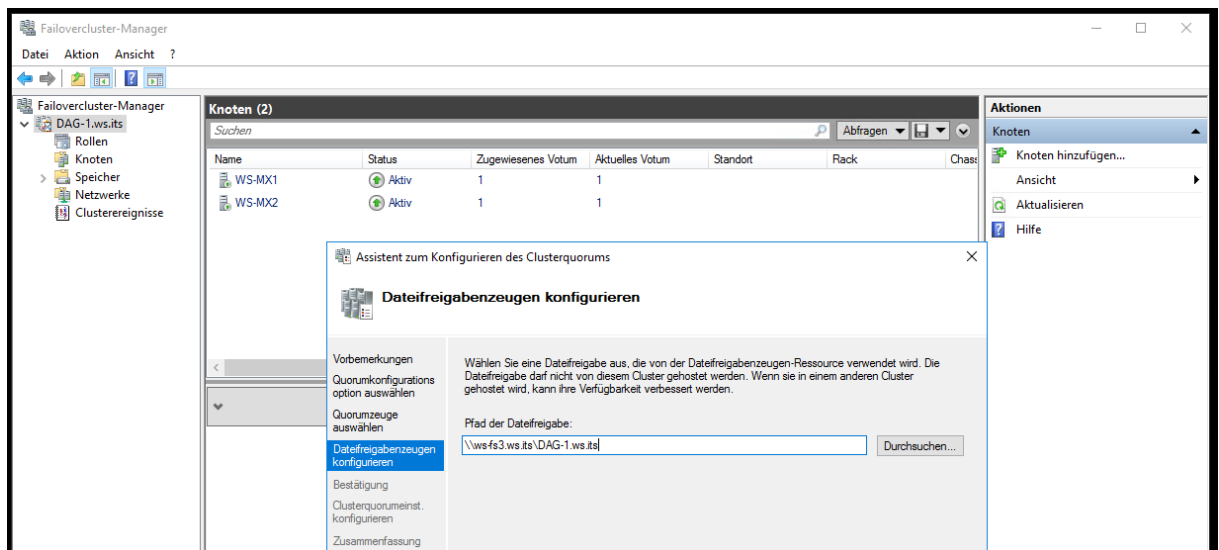 Failovercluster-Manager
Datei Aktion Ansicht ?
Failovercluster-Manager
DAG-1.ws.its
Rollen
Knoten
Speicher
Netzwerke
Clusterereignisse
Knoten (2)
Suchen
Abfragen
Name Status Zugewiesenes Votum Aktuelles Votum Standort Rack Chass
WS-MX1 Aktiv 1 1
WS-MX2 Aktiv 1 1
Aktionen
Knoten
Knoten hinzufügen...
Ansicht
Aktualisieren
Hilfe
Assistent zum Konfigurieren des Clusterquorums
Dateifreigabenzeugen konfigurieren
Vorbemerkungen
Quorumkonfigurations
option auswählen
Quorumzeuge
auswählen
Dateifreigabenzeugen
konfigurieren
Bestätigung
Clusterquorumeinst.
konfigurieren
Zusammenfassung
Wählen Sie eine Dateifreigabe aus, die von der Dateifreigabenzeugen-Ressource verwendet wird. Die
Dateifreigabe darf nicht von diesem Cluster gehostet werden. Wenn sie in einem anderen Cluster
gehostet wird, kann ihre Verfügbarkeit verbessert werden.
Pfad der Dateifreigabe:
\\ws-fs3.ws.its\DAG-1.ws.its
Durchsuchen...